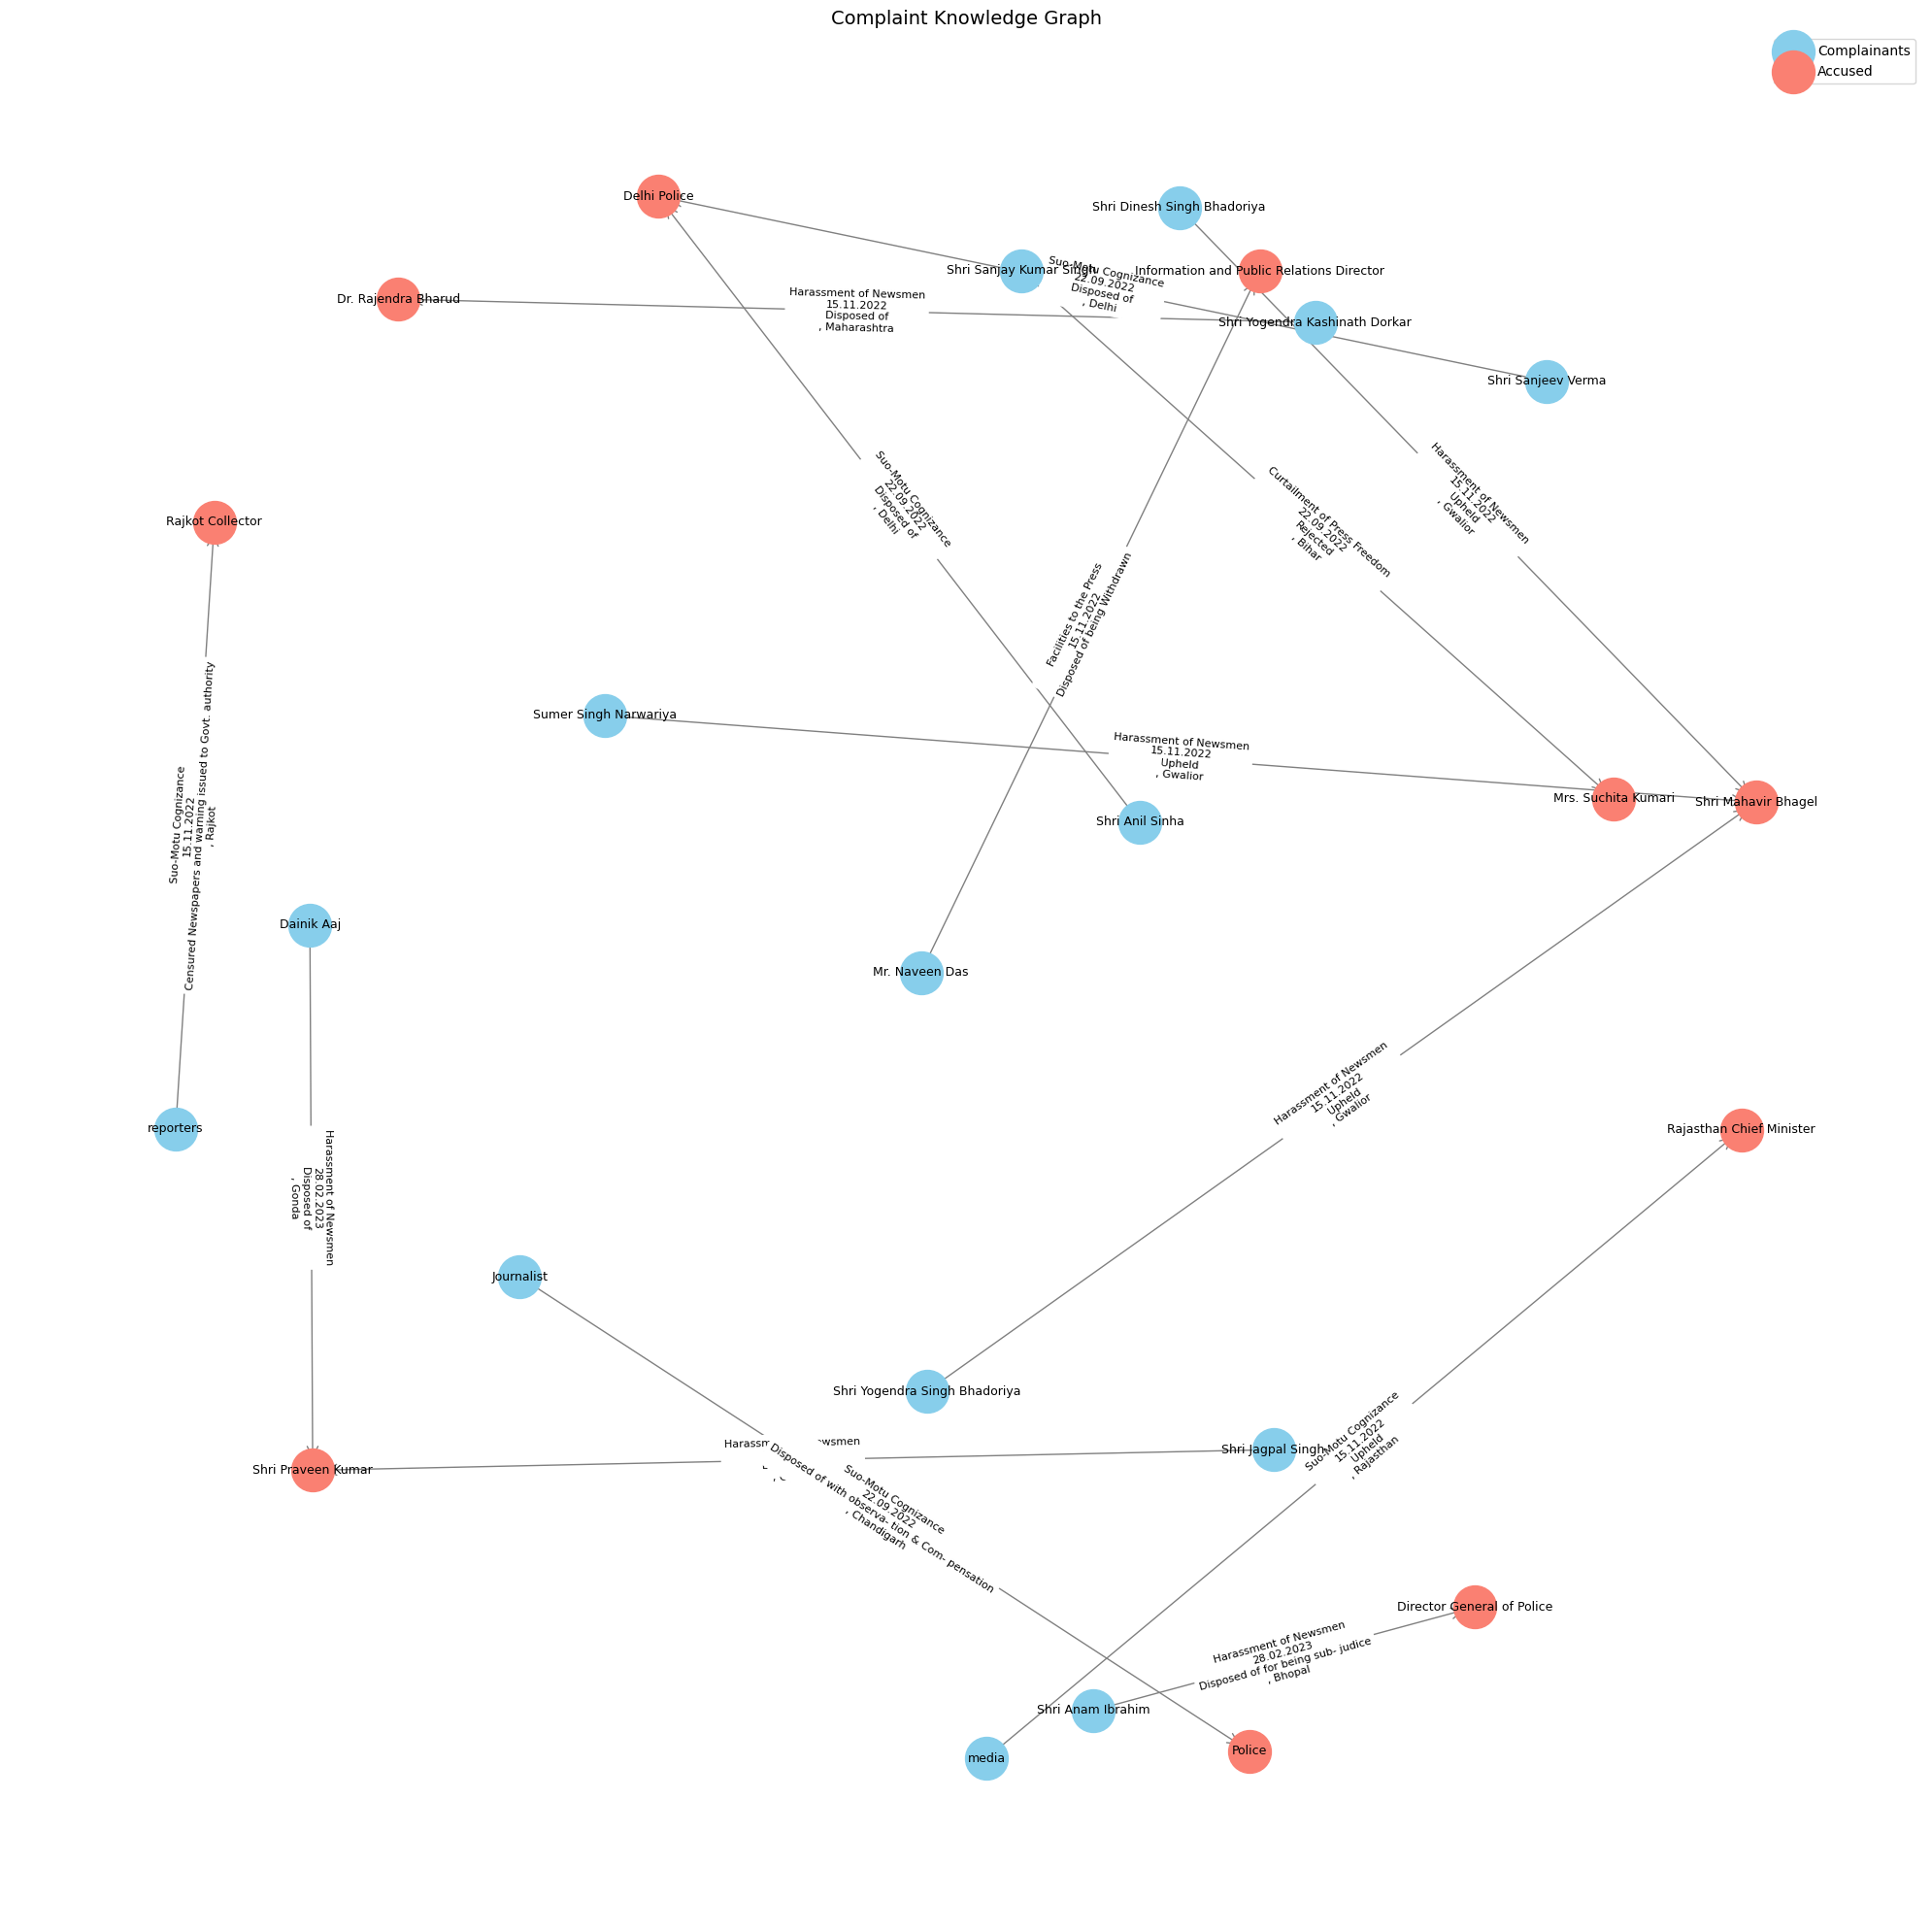 Complaint Knowledge Graph
Complainants
Accused
Delhi Police
Shri Dinesh Singh Bhadoriya
Shri Sanjay Kumar Singh
Information and Public Relations Director
Suo-Motu Cognizance
22.09.2022
Disposed of
, Delhi
Dr. Rajendra Bharud
Harassment of Newsmen
15.11.2022
Disposed of
, Maharashtra
Shri Yogendra Kashinath Dorkar
Shri Sanjeev Verma
Suo-Motu Cognizance
22.09.2022
Disposed of
, Delhi
Curtailment of Press Freedom
22.09.2022
Rejected
, Bihar
Harassment of Newsmen
15.11.2022
Upheld
, Gwalior
Rajkot Collector
Facilities to the Press
15.11.2022
Disposed of being Withdrawn
Sumer Singh Narwariya
Harassment of Newsmen
15.11.2022
Upheld
, Gwalior
Mrs. Suchita Kumari
Shri Mahavir Bhagel
Shri Anil Sinha
Suo-Motu Cognizance
15.11.2022
Censured Newspapers and warning issued to Govt. authority
, Rajkot
Dainik Aaj
Mr. Naveen Das
reporters
Harassment of Newsmen
15.11.2022
Upheld
, Gwalior
Rajasthan Chief Minister
Harassment of Newsmen
28.02.2023
Disposed of
, Gonda
Journalist
Shri Yogendra Singh Bhadoriya
Shri Jagpal Singh
Suo-Motu Cognizance
15.11.2022
Upheld
, Rajasthan
Shri Praveen Kumar
Suo-Motu Cognizance
22.09.2022
Disposed of with observa- tion & Com- pensation
, Chandigarh
Director General of Police
Harassment of Newsmen
28.02.2023
Disposed of for being sub- judice
, Bhopal
Shri Anam Ibrahim
media
Police